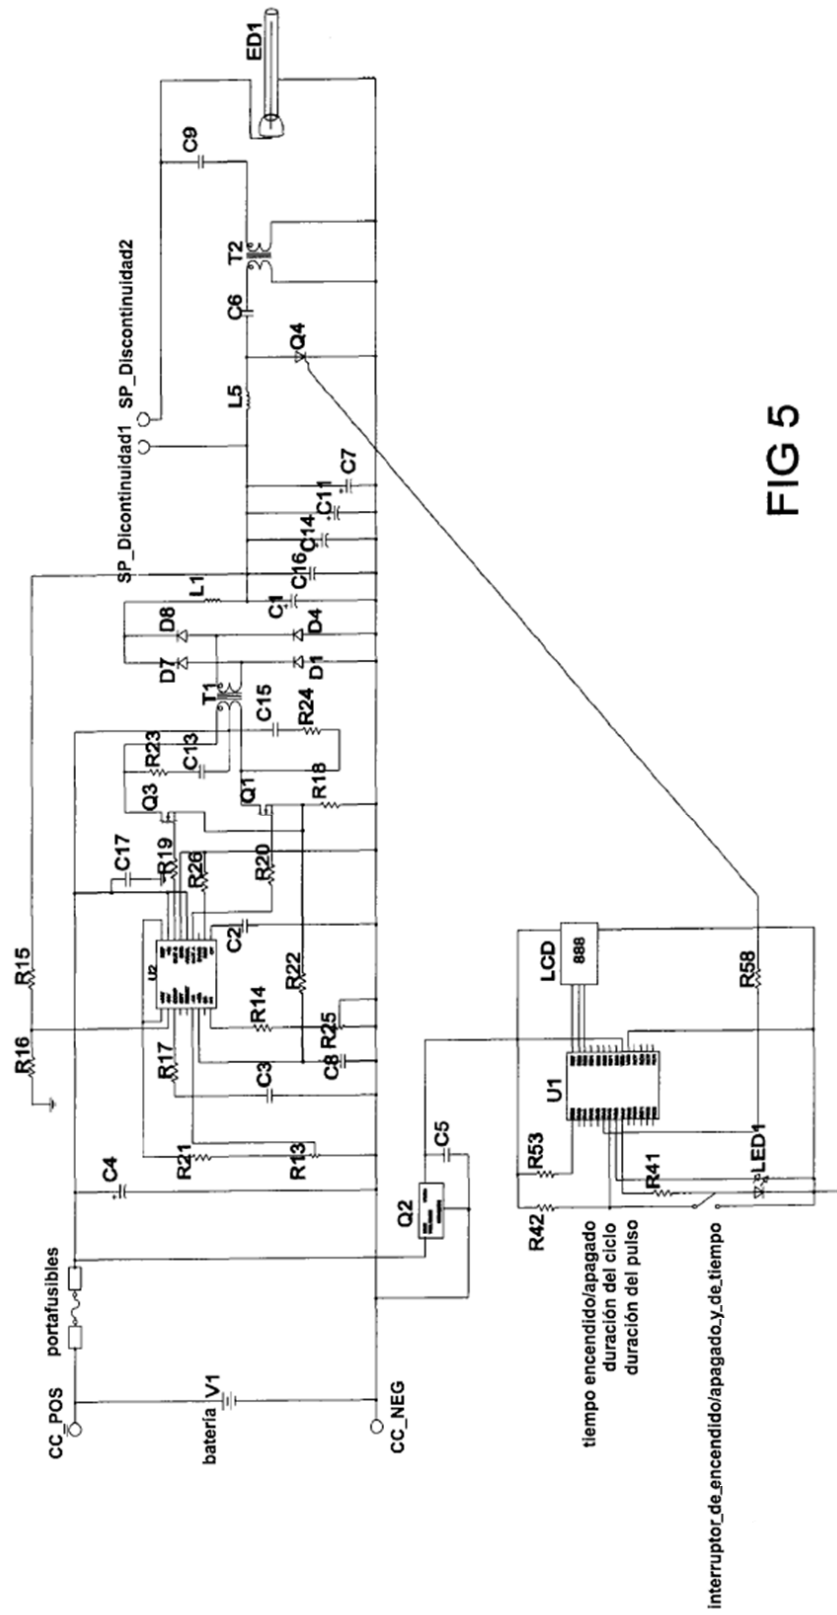 CC_POS
portafusibles
batería V1
CC_NEG
R16
R15
C4
R21
R13
R17
C3
C8
R25
R14
R22
C2
U2
C17
R19
R26
R20
Q3
Q1
R23
C13
R18
C15
R24
T1
D7
D8
D1
D4
L1
C1
C16
C14
C11
C7
SP_Dicontinuidad1
SP_Discontinuidad2
L5
Q4
C6
T2
C9
ED1
Q2
C5
R42
R53
U1
LCD
888
R58
R41
LED1
tiempo encendido/apagado
duración del ciclo
duración del pulso
interruptor_de_encendido/apagado_y_de_tiempo
FIG 5